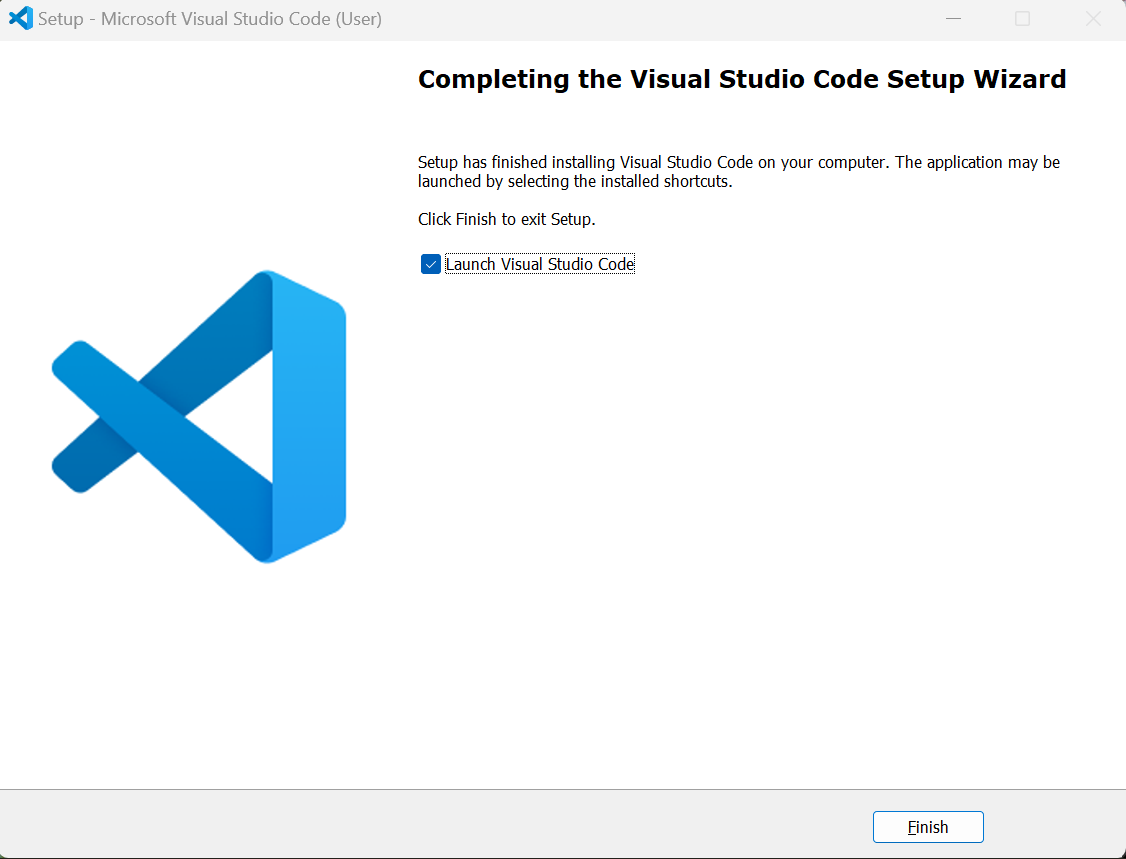 Setup - Microsoft Visual Studio Code (User)
Completing the Visual Studio Code Setup Wizard
Setup has finished installing Visual Studio Code on your computer. The application may be
launched by selecting the installed shortcuts.
Click Finish to exit Setup.
Launch Visual Studio Code
Finish